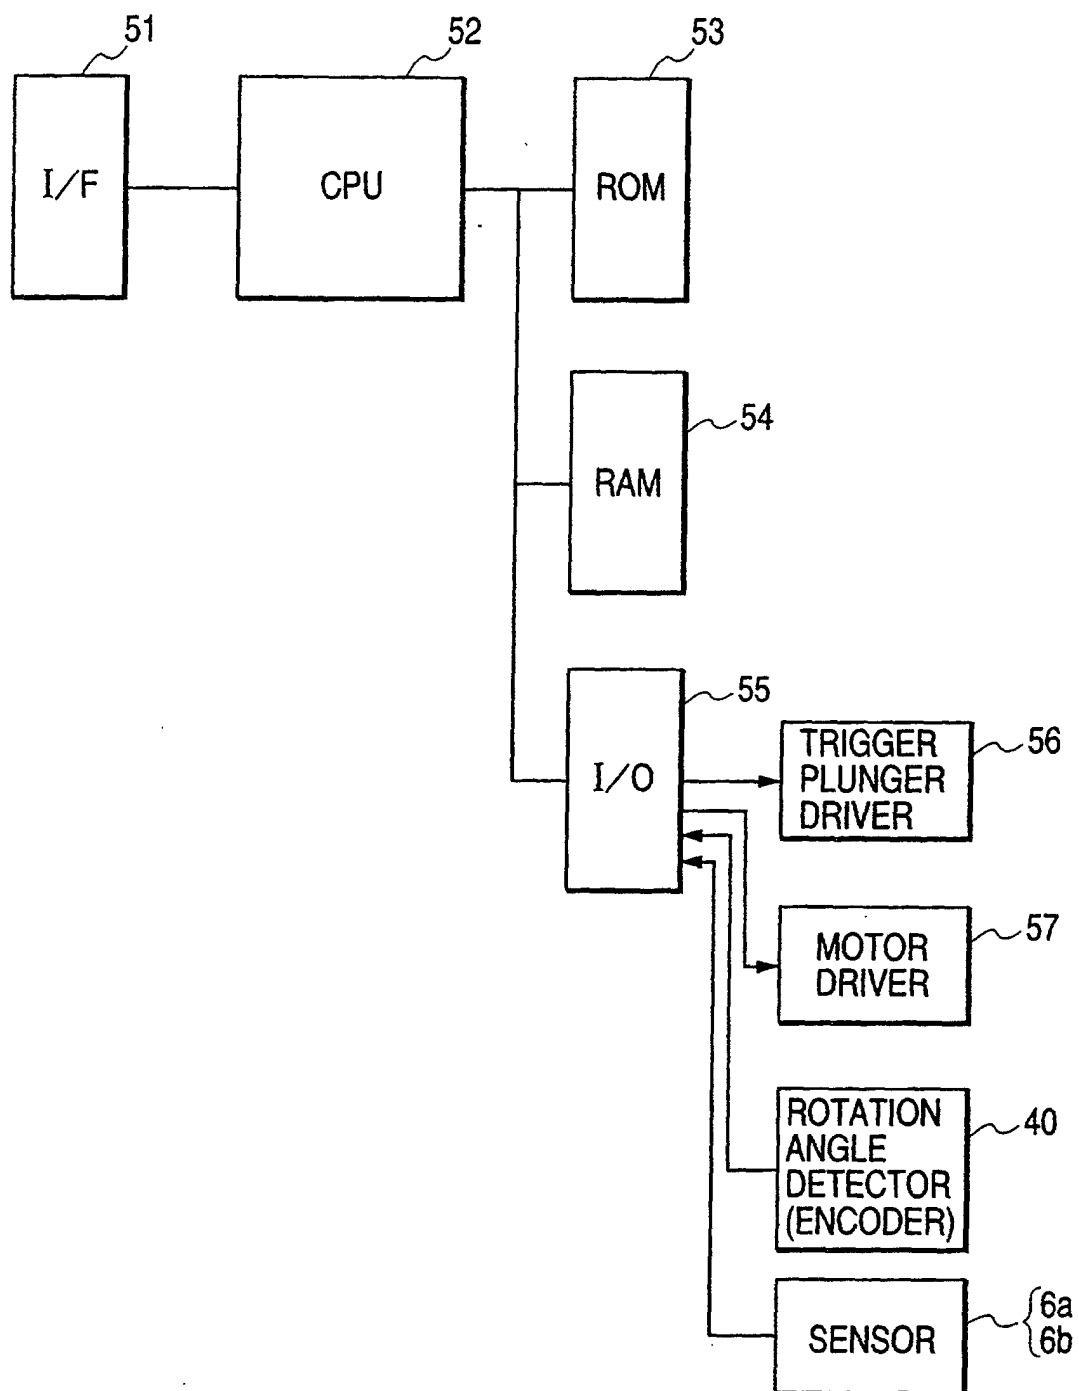 51
52
53
I/F
CPU
ROM
54
RAM
55
I/O
56
TRIGGER
PLUNGER
DRIVER
57
MOTOR
DRIVER
40
ROTATION
ANGLE
DETECTOR
(ENCODER)
6a
6b
SENSOR